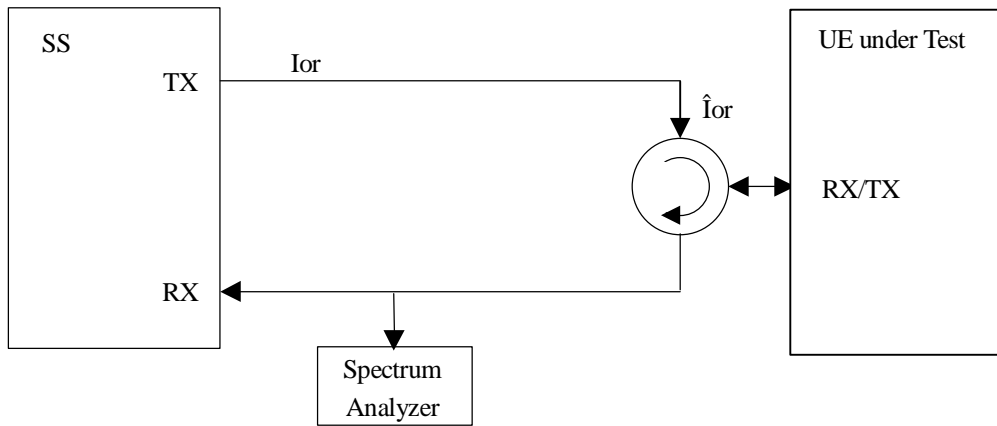 SS
UE under Test
TX
Ior
Îor
RX/TX
RX
Spectrum
Analyzer